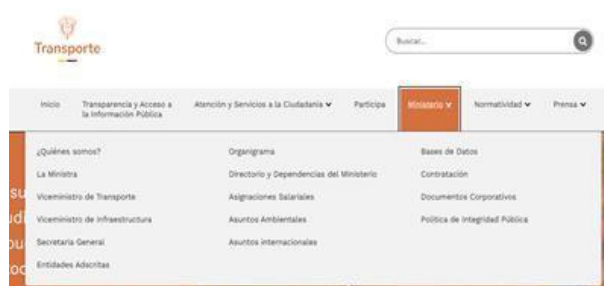 Transporte
Buscar...
Inicio
Transparencia y Acceso a
la Información Pública
Atención y Servicios a la Ciudadanía
Participa
Ministerio
Normatividad
Prensa
¿Quiénes somos?
La Ministra
Viceministro de Transporte
Viceministro de Infraestructura
Secretaría General
Entidades Adscritas
Organigrama
Directorio y Dependencias del Ministerio
Asignaciones Salariales
Asuntos Ambientales
Asuntos internacionales
Bases de Datos
Contratación
Documentos Corporativos
Política de Integridad Pública